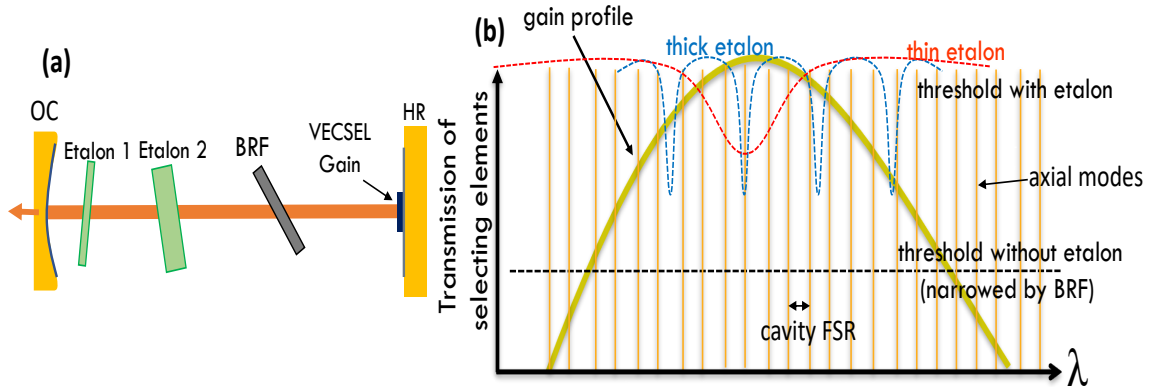 (a)
OC
Etalon 1
Etalon 2
BRF
VECSEL
Gain
HR
(b)
gain profile
thick etalon
thin etalon
threshold with etalon
axial modes
threshold without etalon
(narrowed by BRF)
cavity FSR
Transmission of
selecting elements
λ